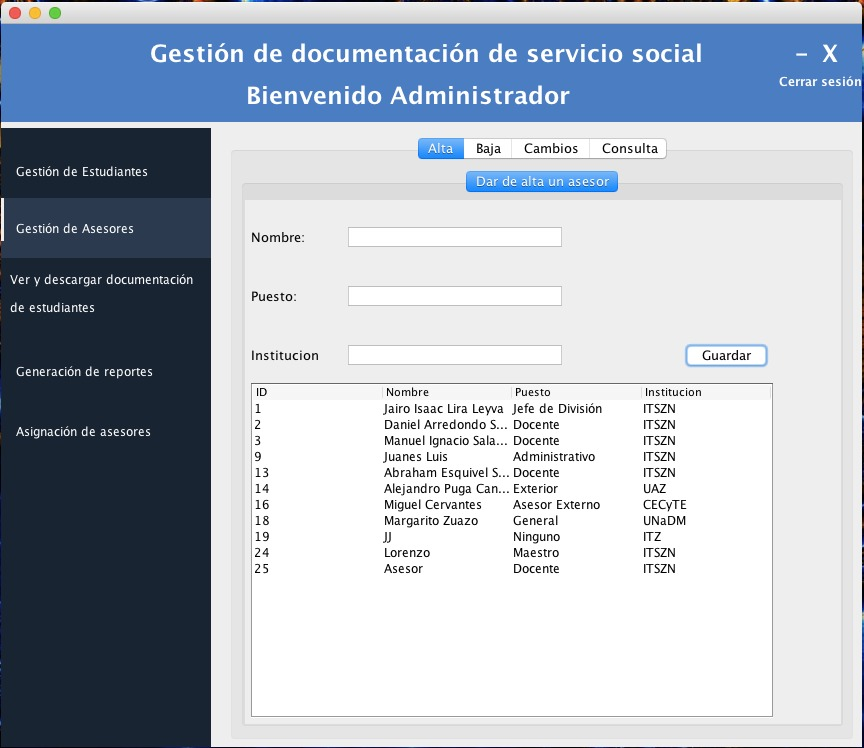 Gestión de documentación de servicio social
Bienvenido Administrador
– X
Cerrar sesión
Gestión de Estudiantes
Gestión de Asesores
Ver y descargar documentación
de estudiantes
Generación de reportes
Asignación de asesores
Alta Baja Cambios Consulta
Dar de alta un asesor
Nombre:
Puesto:
Institucion
Guardar
ID Nombre Puesto Institucion
1 Jairo Isaac Lira Leyva Jefe de División ITSZN
2 Daniel Arredondo S... Docente ITSZN
3 Manuel Ignacio Sala... Docente ITSZN
9 Juanes Luis Administrativo ITSZN
13 Abraham Esquivel S... Docente ITSZN
14 Alejandro Puga Can... Exterior UAZ
16 Miguel Cervantes Asesor Externo CECyTE
18 Margarito Zuazo General UNaDM
19 JJ Ninguno ITZ
24 Lorenzo Maestro ITSZN
25 Asesor Docente ITSZN